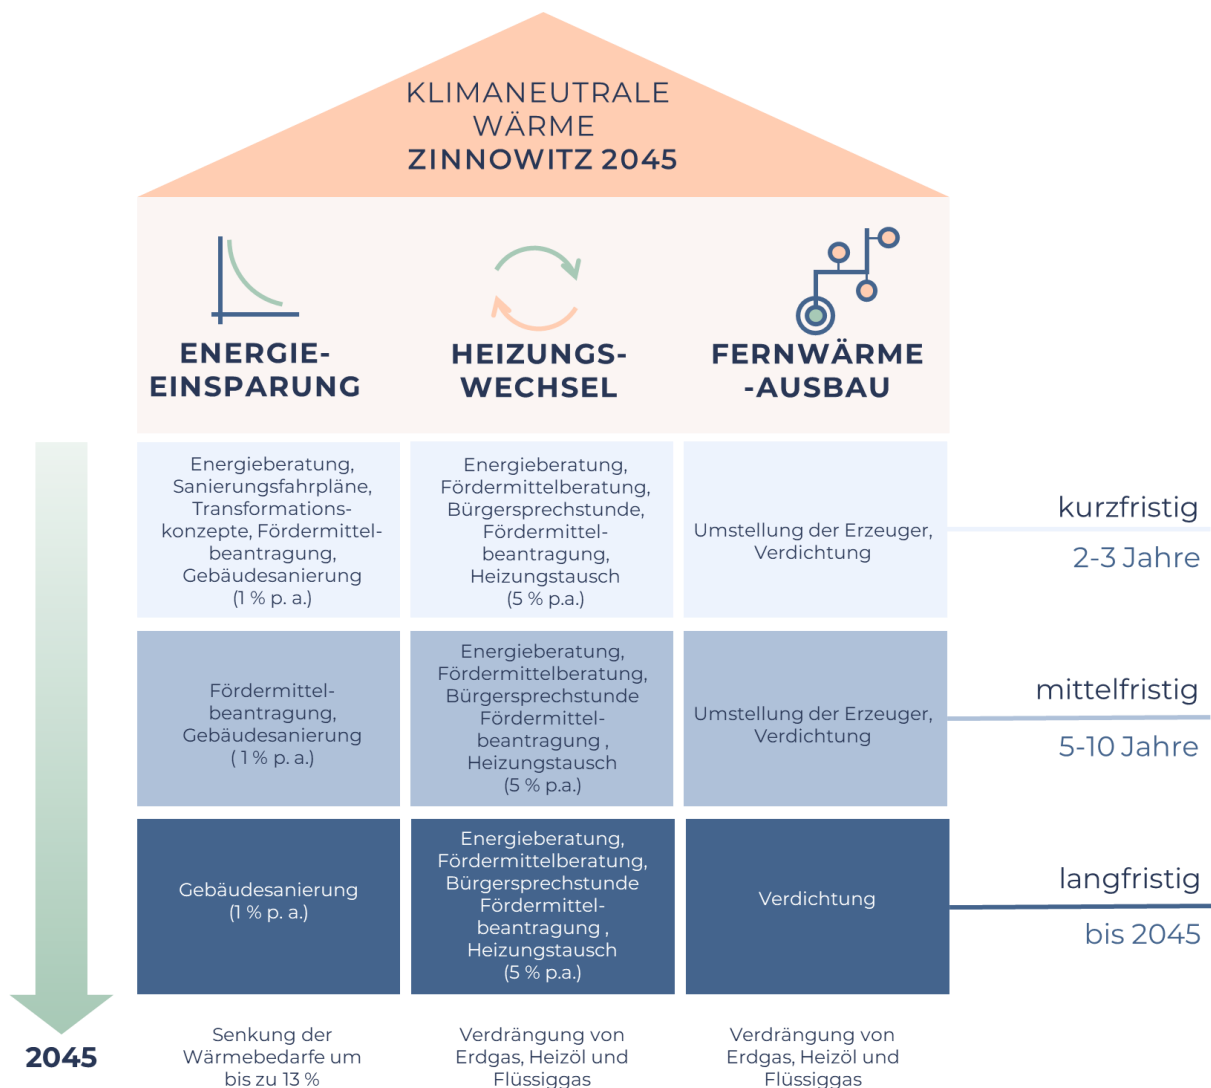 KLIMANEUTRALE
WÄRME
ZINNOWITZ 2045
ENERGIE-
EINSPARUNG
HEIZUNGS-
WECHSEL
FERNWÄRME
-AUSBAU
Energieberatung,
Sanierungsfahrpläne,
Transformations-
konzepte, Fördermittel-
beantragung,
Gebäudesanierung
(1 % p. a.)
Energieberatung,
Fördermittelberatung,
Bürgersprechstunde,
Fördermittel-
beantragung,
Heizungstausch
(5 % p.a.)
Umstellung der Erzeuger,
Verdichtung
kurzfristig
2-3 Jahre
Fördermittel-
beantragung,
Gebäudesanierung
( 1 % p. a.)
Energieberatung,
Fördermittelberatung,
Bürgersprechstunde
Fördermittel-
beantragung ,
Heizungstausch
(5 % p.a.)
Umstellung der Erzeuger,
Verdichtung
mittelfristig
5-10 Jahre
Gebäudesanierung
(1 % p. a.)
Energieberatung,
Fördermittelberatung,
Bürgersprechstunde
Fördermittel-
beantragung ,
Heizungstausch
(5 % p.a.)
Verdichtung
langfristig
bis 2045
2045
Senkung der
Wärmebedarfe um
bis zu 13 %
Verdrängung von
Erdgas, Heizöl und
Flüssiggas
Verdrängung von
Erdgas, Heizöl und
Flüssiggas